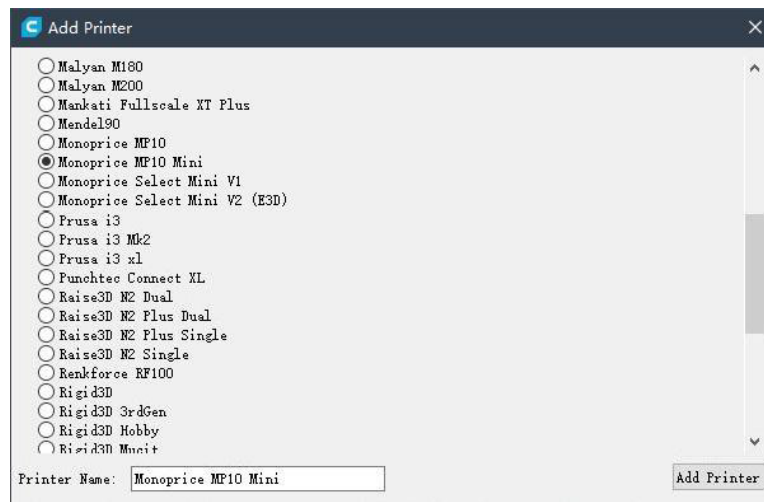 Add Printer
Malyan M180
Malyan M200
Mankati Fullscale XT Plus
Mendel90
Monoprice MP10
Monoprice MP10 Mini
Monoprice Select Mini V1
Monoprice Select Mini V2 (E3D)
Prusa i3
Prusa i3 Mk2
Prusa i3 xl
Punchtec Connect XL
Raise3D N2 Dual
Raise3D N2 Plus Dual
Raise3D N2 Plus Single
Raise3D N2 Single
Renkforce RF100
Rigid3D
Rigid3D 3rdGen
Rigid3D Hobby
Rigid3D Mucit
Printer Name: Monoprice MP10 Mini Add Printer